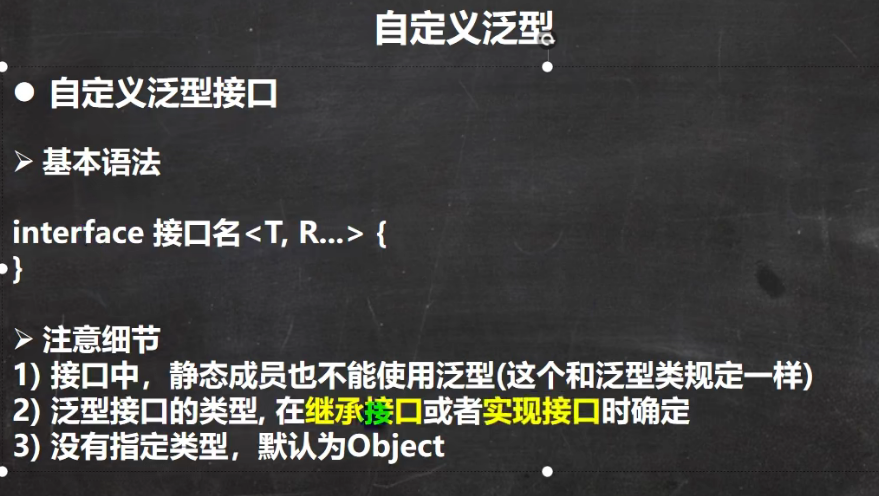 自定义泛型
● 自定义泛型接口
➢ 基本语法
interface 接口名<T, R...> {
}
➢ 注意细节
1) 接口中，静态成员也不能使用泛型(这个和泛型类规定一样)
2) 泛型接口的类型, 在继承接口或者实现接口时确定
3) 没有指定类型，默认为Object